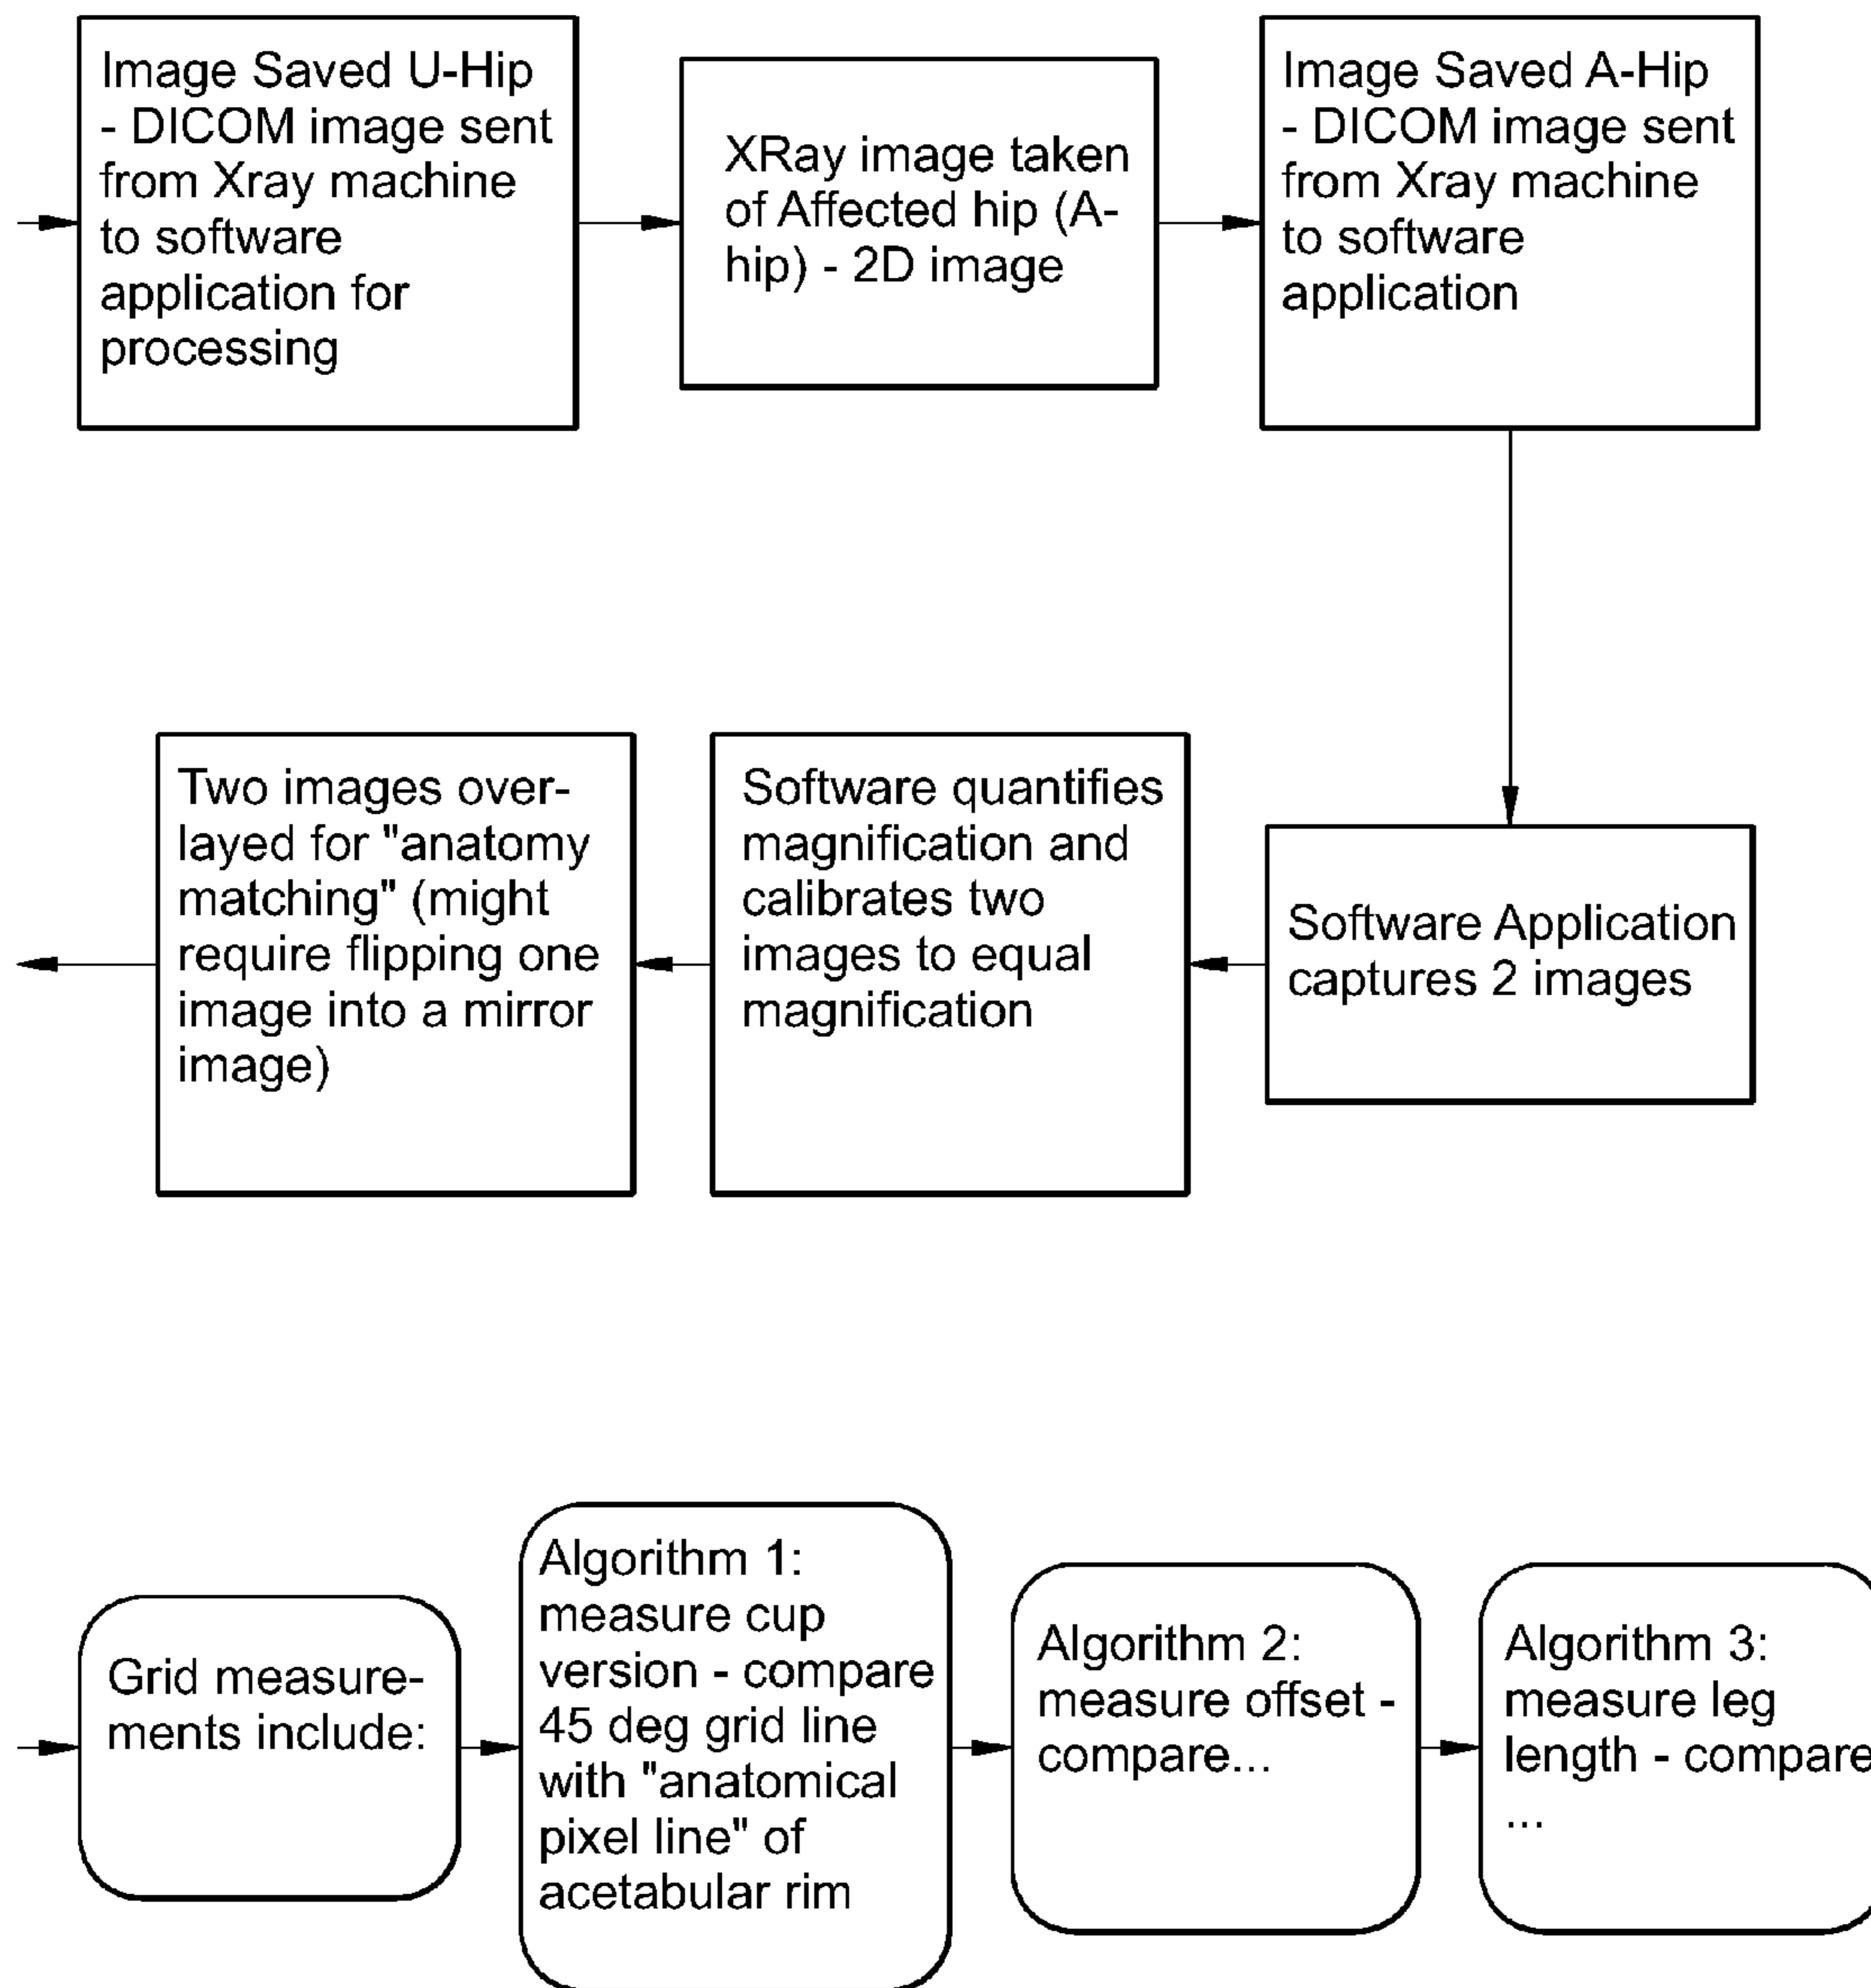 Image Saved U-Hip
- DICOM image sent
from Xray machine
to software
application for
processing
XRay image taken
of Affected hip (A-
hip) - 2D image
Image Saved A-Hip
- DICOM image sent
from Xray machine
to software
application
Software Application
captures 2 images
Software quantifies
magnification and
calibrates two
images to equal
magnification
Two images over-
layed for "anatomy
matching" (might
require flipping one
image into a mirror
image)
Grid measure-
ments include:
Algorithm 1:
measure cup
version - compare
45 deg grid line
with "anatomical
pixel line" of
acetabular rim
Algorithm 2:
measure offset -
compare...
Algorithm 3:
measure leg
length - compare
...